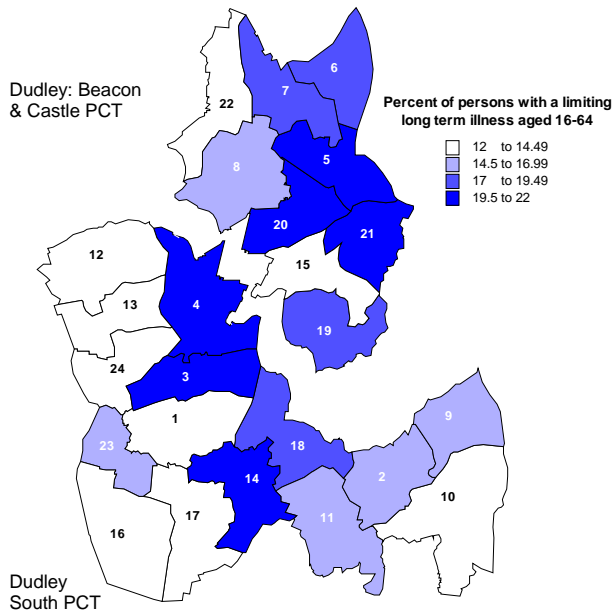 Dudley: Beacon
& Castle PCT
Percent of persons with a limiting
long term illness aged 16-64
12 to 14.49
14.5 to 16.99
17 to 19.49
19.5 to 22
6
7
22
5
8
20
21
12
15
13
4
19
24
3
1
9
23
18
2
14
10
11
17
16
Dudley
South PCT